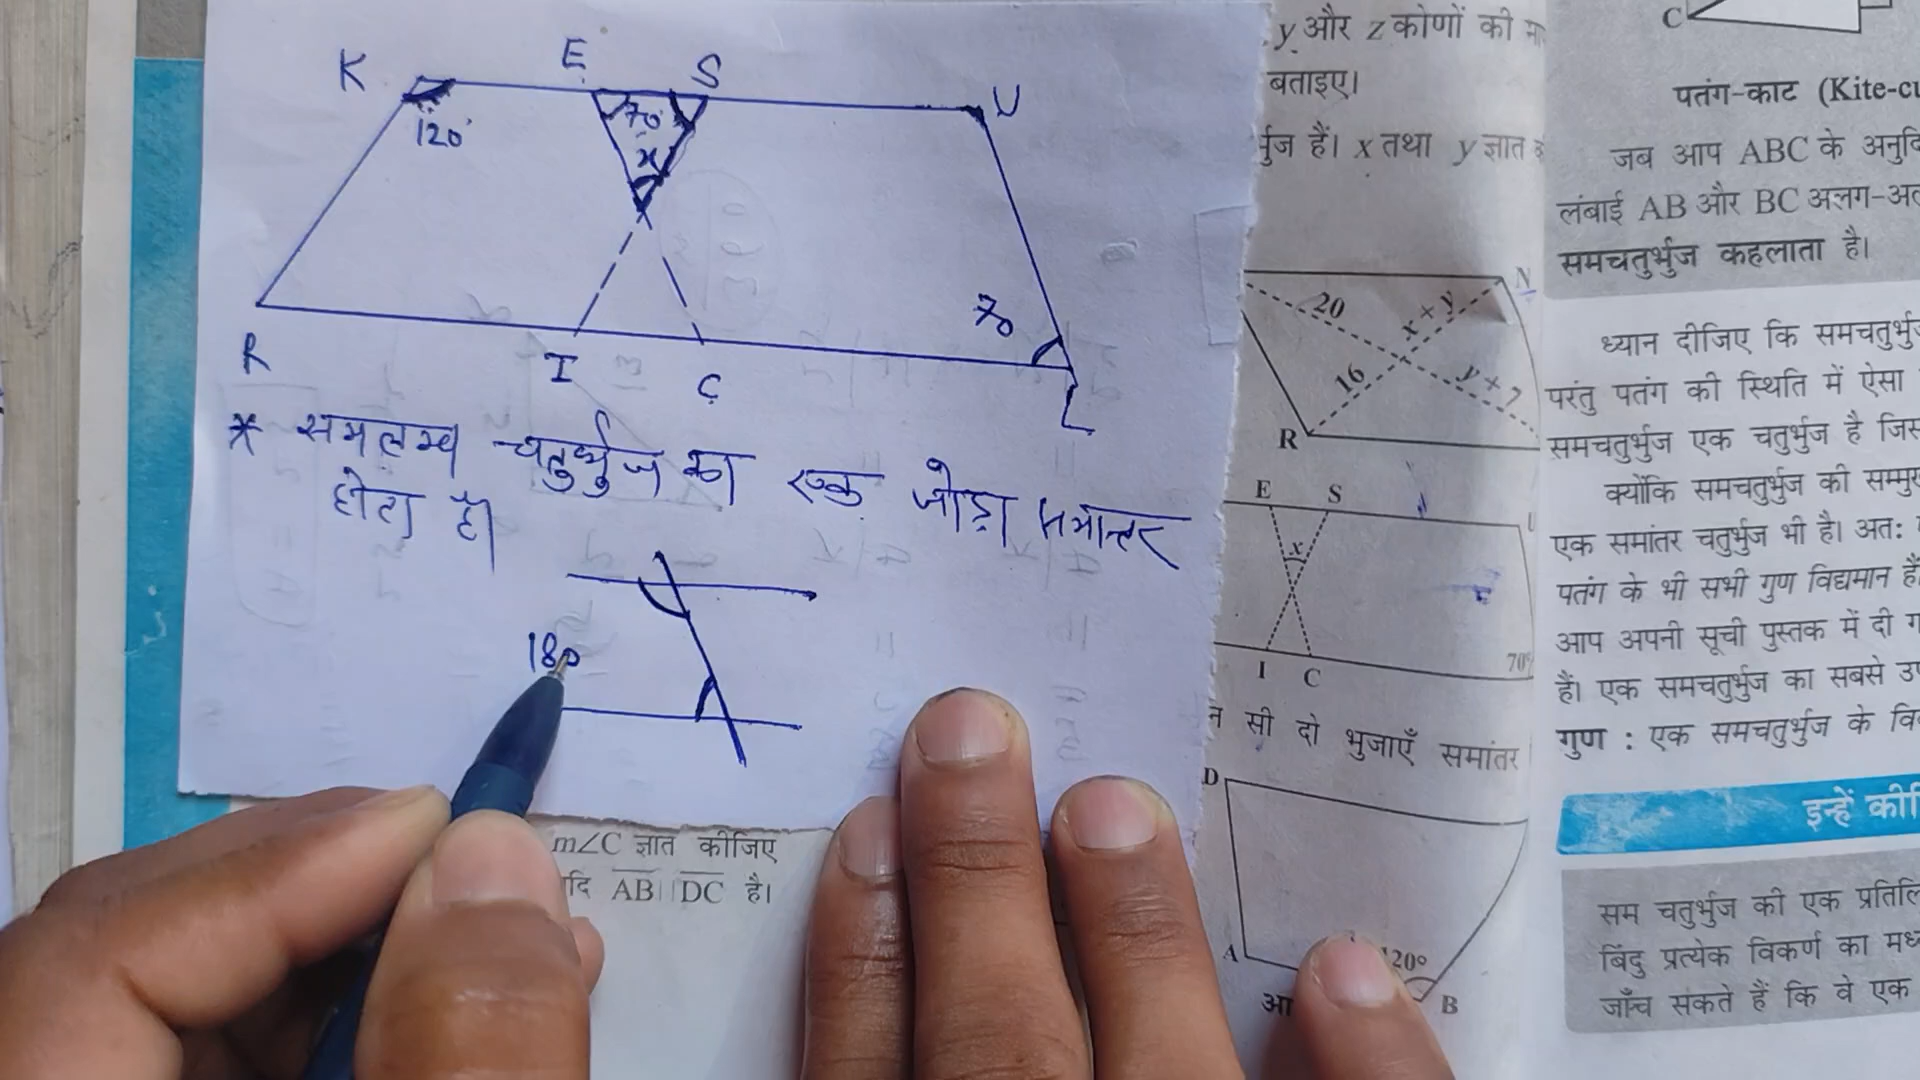 K
E
S
U
120°
70°
x
70
R
I
C
L
* समलम्ब चतुर्भुज का एक जोड़ा समान्तर
होता है।
180
m∠C ज्ञात कीजिए
AB || DC है।
y और z कोणों की
बताइए।
हैं। x तथा y ज्ञात
N
20
x + y
16
y + 7
R
E S
x
I C
70°
सी दो भुजाएँ समांतर
D
A
120°
B
C
पतंग-काट (Kite-cu
जब आप ABC के अनुदि
लंबाई AB और BC अलग-अल
समचतुर्भुज कहलाता है।
ध्यान दीजिए कि समचतुर्भु
परंतु पतंग की स्थिति में ऐसा
समचतुर्भुज एक चतुर्भुज है जिस
क्योंकि समचतुर्भुज की सम्मु
एक समांतर चतुर्भुज भी है। अत:
पतंग के भी सभी गुण विद्यमान हैं
आप अपनी सूची पुस्तक में दी ग
हैं। एक समचतुर्भुज का सबसे उप
गुण : एक समचतुर्भुज के वि
इन्हें कीजि
सम चतुर्भुज की एक प्रतिलि
बिंदु प्रत्येक विकर्ण का मध्य
जाँच सकते हैं कि वे एक